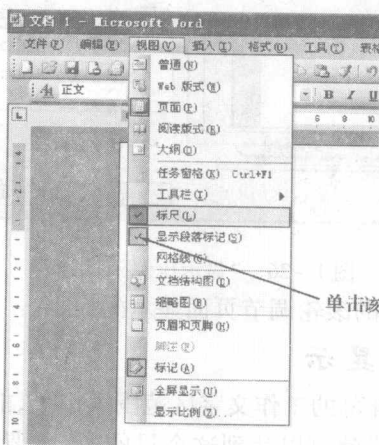 文档 1 - Microsoft Word
文件(F) 编辑(E) 视图(V) 插入(I) 格式(O) 工具(T) 表格
正文
B I U
普通(N)
Web 版式(W)
页面(P)
阅读版式(R)
大纲(O)
任务窗格(K) Ctrl+F1
工具栏(T)
标尺(L)
显示段落标记(S)
网格线(G)
文档结构图(D)
缩略图(B)
页眉和页脚(H)
脚注(F)
标记(A)
全屏显示(U)
显示比例(Z)
单击该
显 示